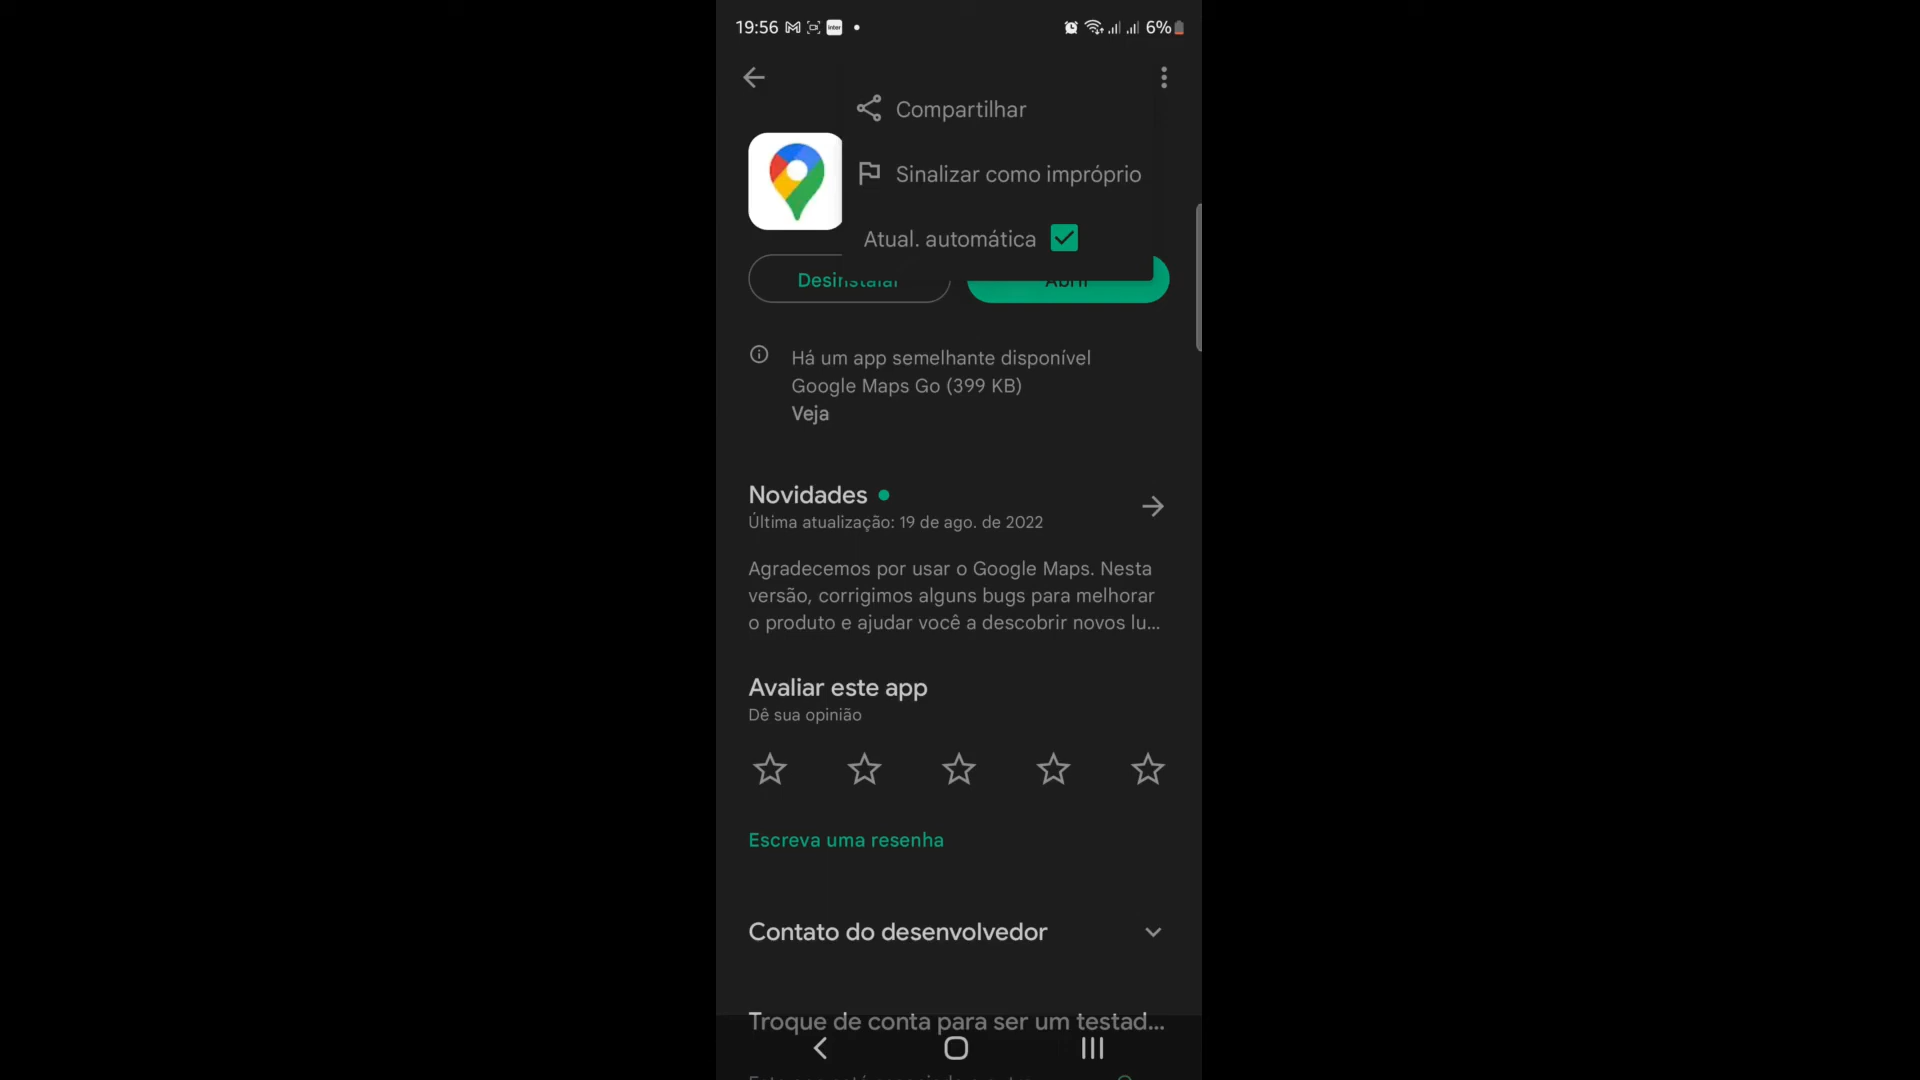 19:56
inter
6%
Compartilhar
Sinalizar como impróprio
Atual. automática
Desinstalar
Abrir
Há um app semelhante disponível
Google Maps Go (399 KB)
Veja
Novidades
Última atualização: 19 de ago. de 2022
Agradecemos por usar o Google Maps. Nesta
versão, corrigimos alguns bugs para melhorar
o produto e ajudar você a descobrir novos lu...
Avaliar este app
Dê sua opinião
Escreva uma resenha
Contato do desenvolvedor
Troque de conta para ser um testad...